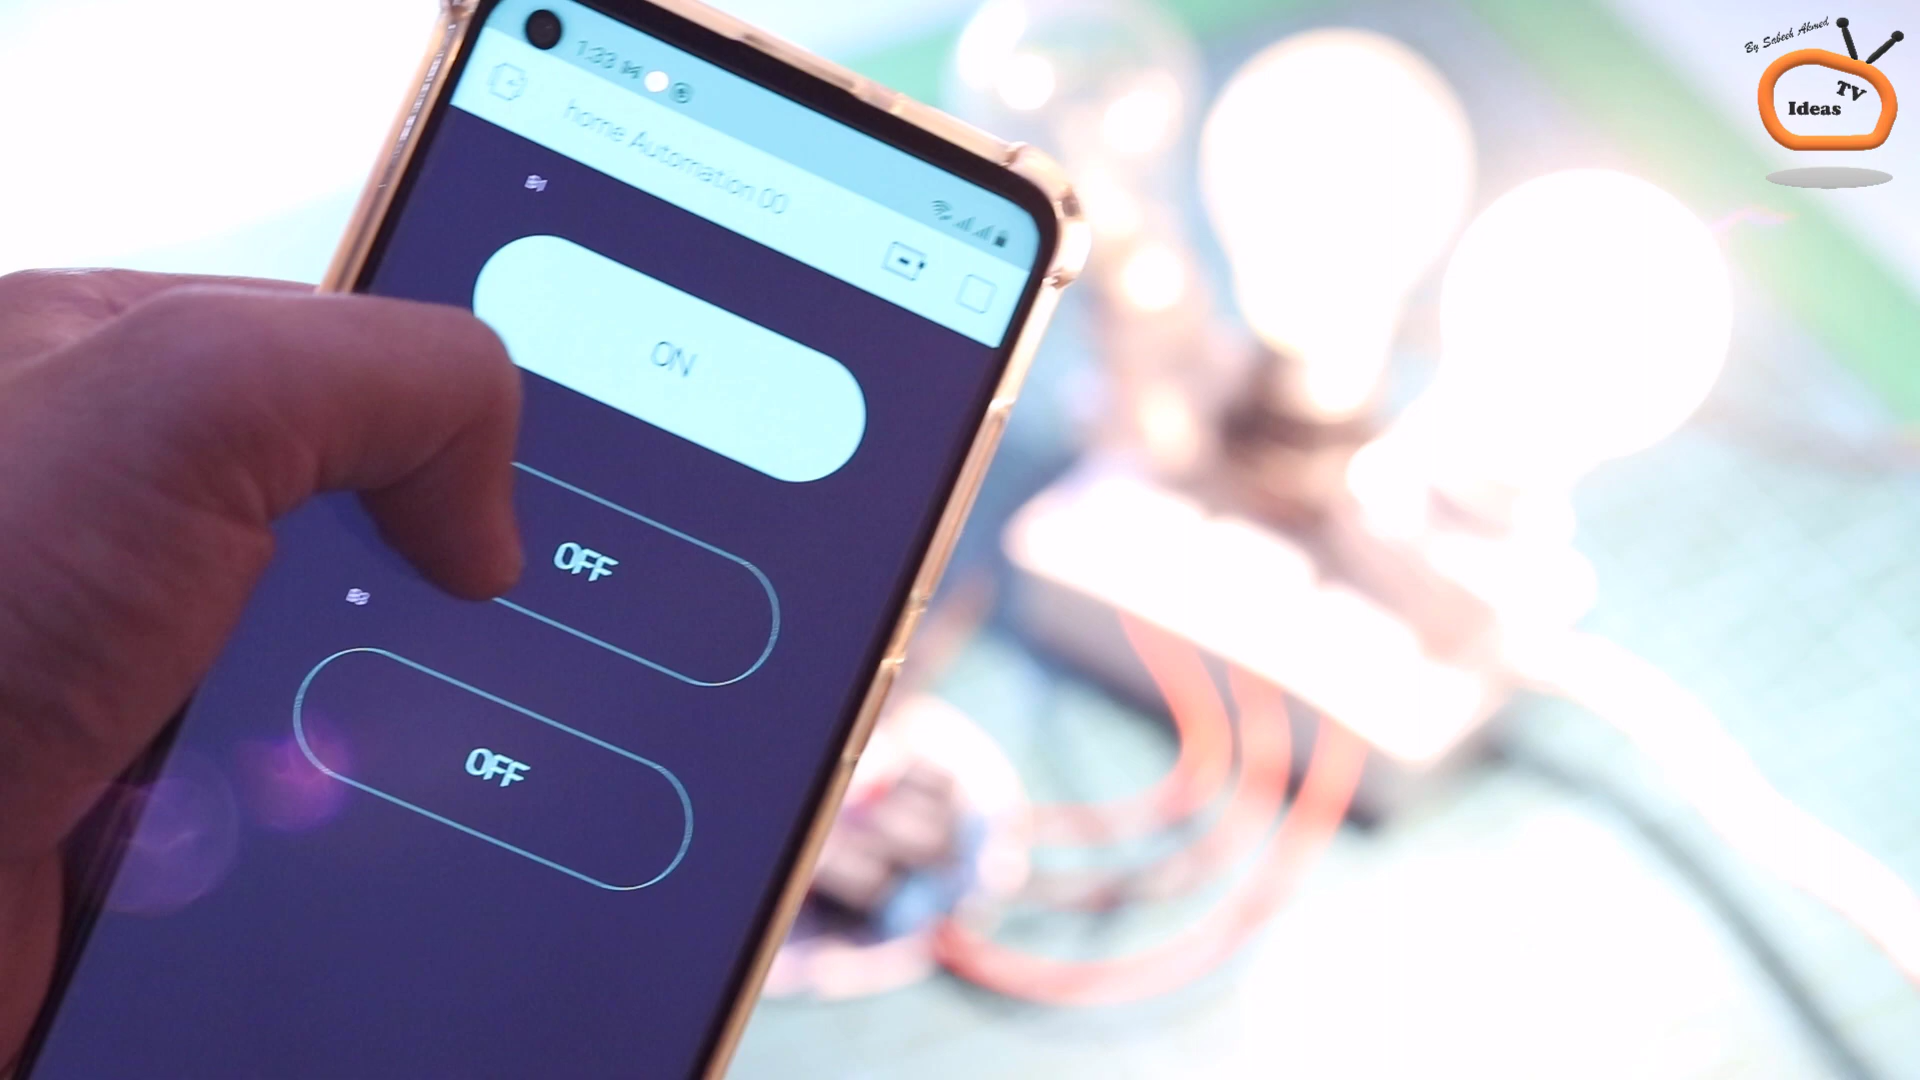 By Sabeeh Ahmed
TV
Ideas
1:33
home Automation 00
ON
OFF
OFF